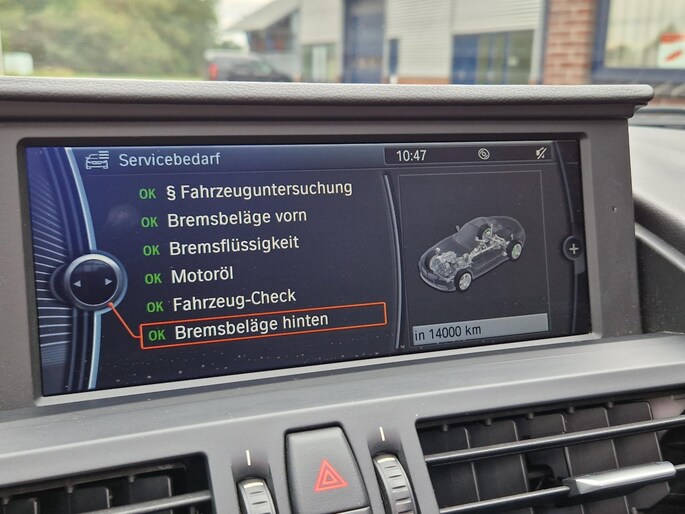 Servicebedarf
10:47
OK § Fahrzeuguntersuchung
OK Bremsbeläge vorn
OK Bremsflüssigkeit
OK Motoröl
OK Fahrzeug-Check
OK Bremsbeläge hinten
in 14000 km